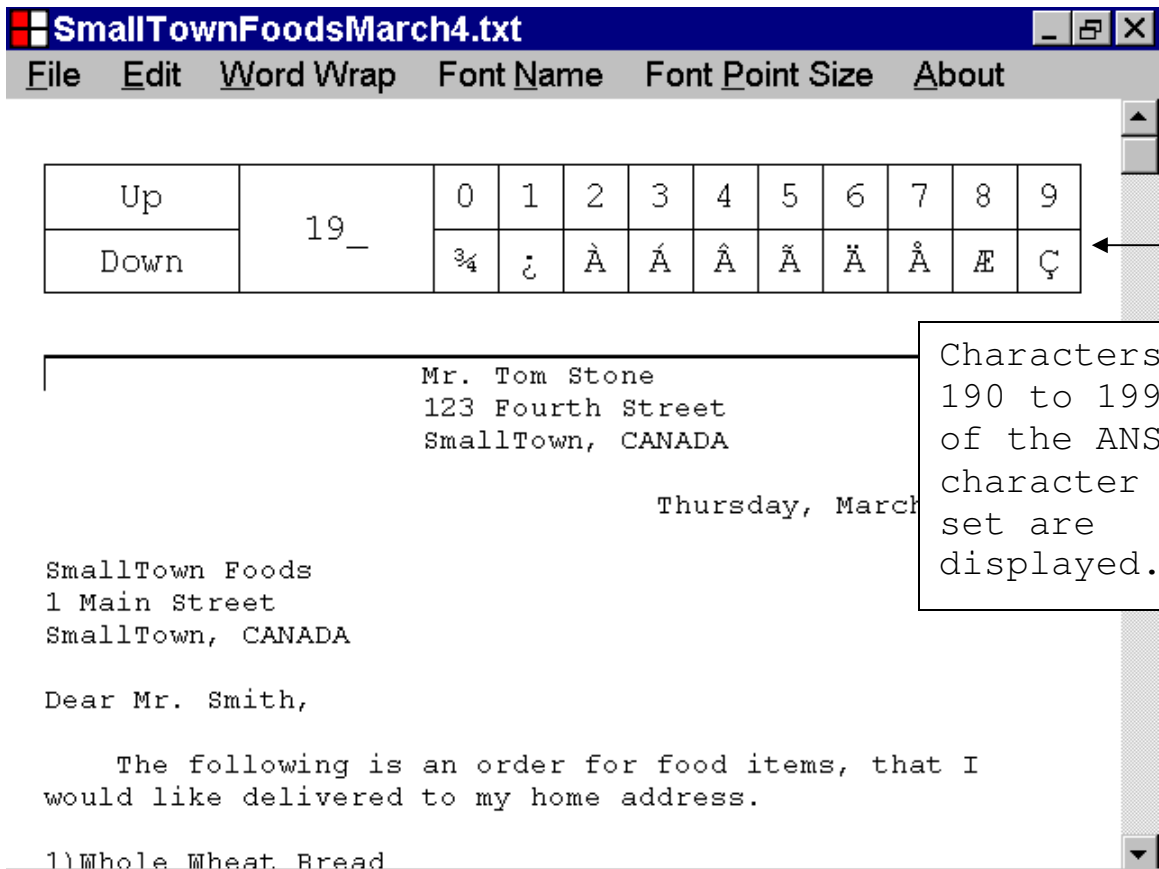 SmallTownFoodsMarch4.txt
File Edit Word Wrap Font Name Font Point Size About
Up 19_ 0 1 2 3 4 5 6 7 8 9
Down ¾ ¿ À Á Â Ã Ä Å Æ Ç
Characters
190 to 199
of the ANS
character
set are
displayed.
Mr. Tom Stone
123 Fourth Street
SmallTown, CANADA
Thursday, March
SmallTown Foods
1 Main Street
SmallTown, CANADA
Dear Mr. Smith,
The following is an order for food items, that I
would like delivered to my home address.
1)Whole Wheat Bread